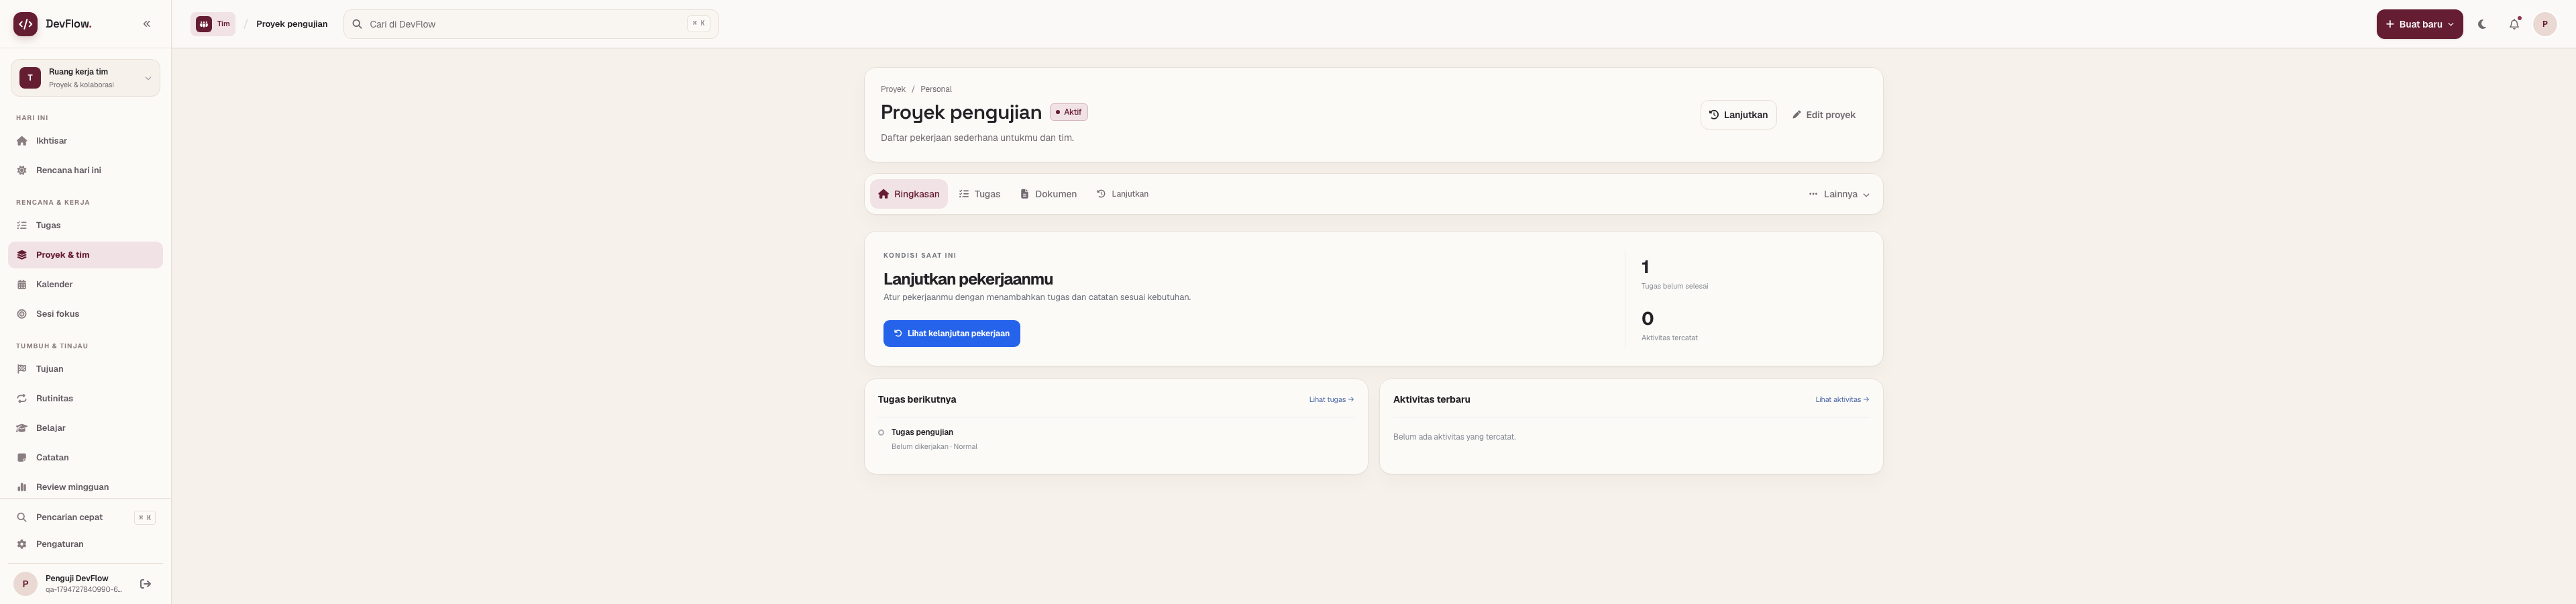 DevFlow.
Tim / Proyek pengujian
Cari di DevFlow
⌘ K
Buat baru
P
T
Ruang kerja tim
Proyek & kolaborasi
HARI INI
Ikhtisar
Rencana hari ini
RENCANA & KERJA
Tugas
Proyek & tim
Kalender
Sesi fokus
TUMBUH & TINJAU
Tujuan
Rutinitas
Belajar
Catatan
Review mingguan
Pencarian cepat
⌘ K
Pengaturan
P
Penguji DevFlow
qa-1794727840990-6...
Proyek / Personal
Proyek pengujian
Aktif
Daftar pekerjaan sederhana untukmu dan tim.
Lanjutkan
Edit proyek
Ringkasan
Tugas
Dokumen
Lanjutkan
Lainnya
KONDISI SAAT INI
Lanjutkan pekerjaanmu
Atur pekerjaanmu dengan menambahkan tugas dan catatan sesuai kebutuhan.
Lihat kelanjutan pekerjaan
1
Tugas belum selesai
0
Aktivitas tercatat
Tugas berikutnya
Lihat tugas →
Tugas pengujian
Belum dikerjakan · Normal
Aktivitas terbaru
Lihat aktivitas →
Belum ada aktivitas yang tercatat.